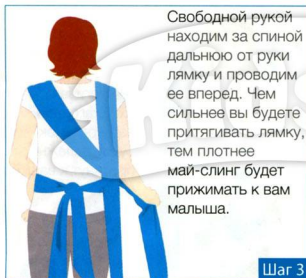 Свободной рукой
находим за спиной
дальнюю от руки
лямку и проводим
ее вперед. Чем
сильнее вы будете
притягивать лямку,
тем плотнее
май-слинг будет
прижимать к вам
малыша.
Шаг 3